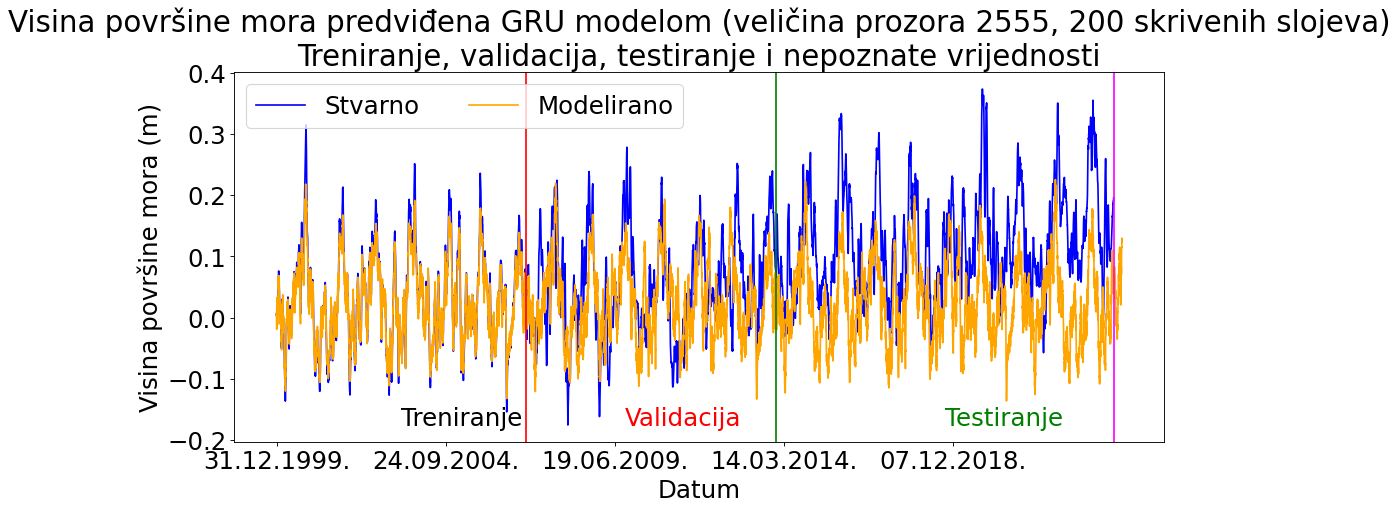 Visina površine mora predviđena GRU modelom (veličina prozora 2555, 200 skrivenih slojeva)
Treniranje, validacija, testiranje i nepoznate vrijednosti
Visina površine mora (m)
0.4
0.3
0.2
0.1
0.0
−0.1
−0.2
Stvarno Modelirano
Treniranje Validacija Testiranje
31.12.1999. 24.09.2004. 19.06.2009. 14.03.2014. 07.12.2018.
Datum